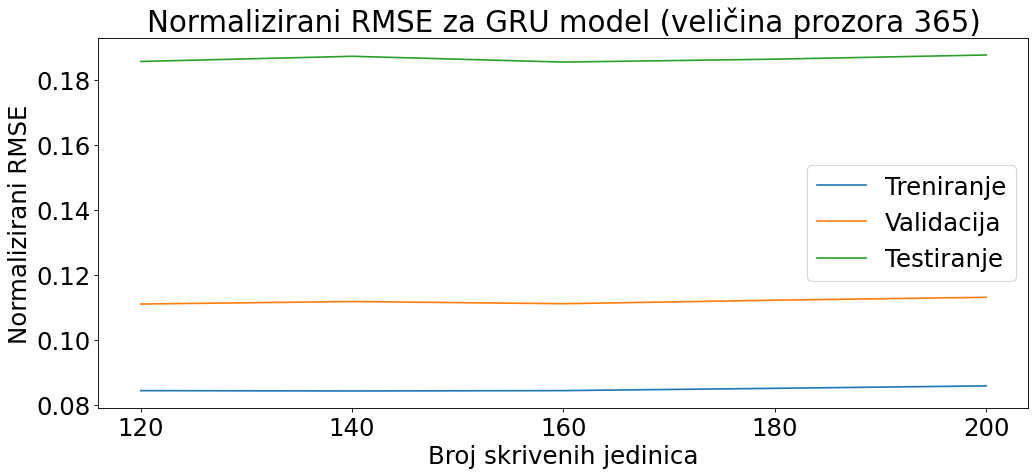 Normalizirani RMSE za GRU model (veličina prozora 365)
Normalizirani RMSE
0.18
0.16
0.14
0.12
0.10
0.08
Treniranje
Validacija
Testiranje
120 140 160 180 200
Broj skrivenih jedinica